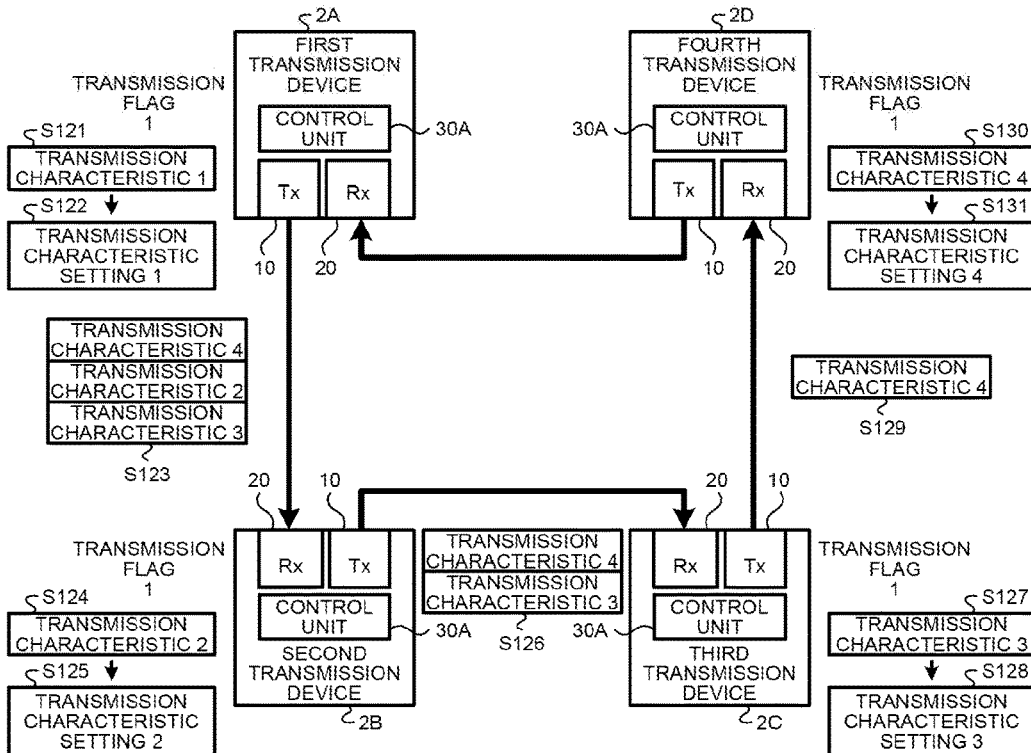 2A
FIRST
TRANSMISSION
DEVICE
CONTROL
UNIT
30A
Tx
Rx
10
20
TRANSMISSION
FLAG
1
S121
TRANSMISSION
CHARACTERISTIC 1
S122
TRANSMISSION
CHARACTERISTIC
SETTING 1
2D
FOURTH
TRANSMISSION
DEVICE
CONTROL
UNIT
30A
Tx
Rx
10
20
TRANSMISSION
FLAG
1
S130
TRANSMISSION
CHARACTERISTIC 4
S131
TRANSMISSION
CHARACTERISTIC
SETTING 4
TRANSMISSION
CHARACTERISTIC 4
TRANSMISSION
CHARACTERISTIC 2
TRANSMISSION
CHARACTERISTIC 3
S123
TRANSMISSION
CHARACTERISTIC 4
S129
TRANSMISSION
FLAG
1
S124
TRANSMISSION
CHARACTERISTIC 2
S125
TRANSMISSION
CHARACTERISTIC
SETTING 2
20
10
Rx
Tx
CONTROL
UNIT
30A
SECOND
TRANSMISSION
DEVICE
2B
TRANSMISSION
CHARACTERISTIC 4
TRANSMISSION
CHARACTERISTIC 3
S126
20
10
Rx
Tx
CONTROL
UNIT
30A
THIRD
TRANSMISSION
DEVICE
2C
TRANSMISSION
FLAG
1
S127
TRANSMISSION
CHARACTERISTIC 3
S128
TRANSMISSION
CHARACTERISTIC
SETTING 3